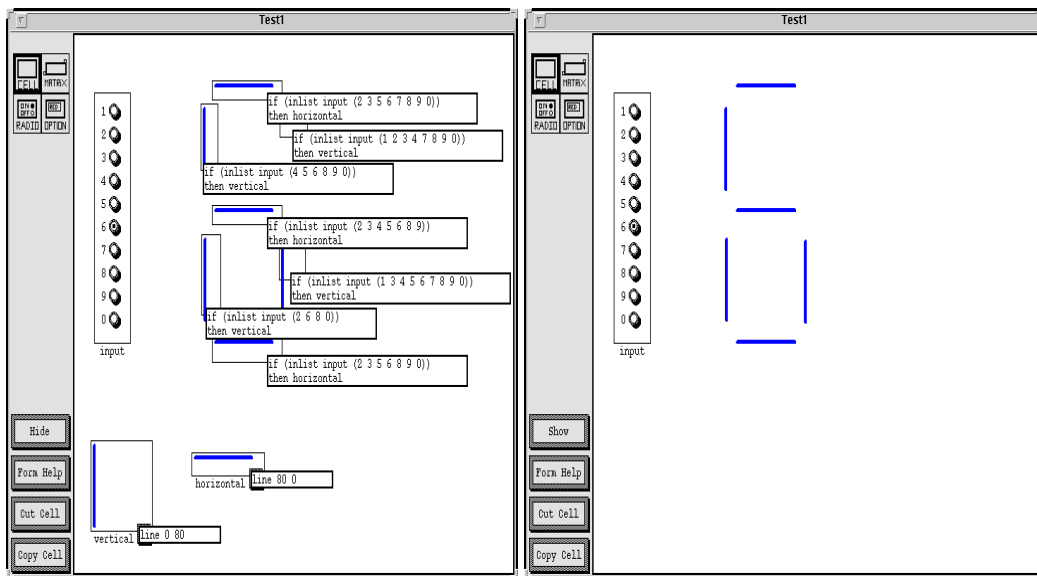 Test1
CELL MATRIX
ON OFF RED
RADIO OPTION
1
2
3
4
5
6
7
8
9
0
input
if (inlist input (2 3 5 6 7 8 9 0))
then horizontal
if (inlist input (1 2 3 4 7 8 9 0))
then vertical
if (inlist input (4 5 6 8 9 0))
then vertical
if (inlist input (2 3 4 5 6 8 9))
then horizontal
if (inlist input (1 3 4 5 6 7 8 9 0))
then vertical
if (inlist input (2 6 8 0))
then vertical
if (inlist input (2 3 5 6 8 9 0))
then horizontal
Hide
Form Help
Cut Cell
Copy Cell
horizontal
line 80 0
vertical
line 0 80
Test1
CELL MATRIX
ON OFF RED
RADIO OPTION
1
2
3
4
5
6
7
8
9
0
input
Show
Form Help
Cut Cell
Copy Cell